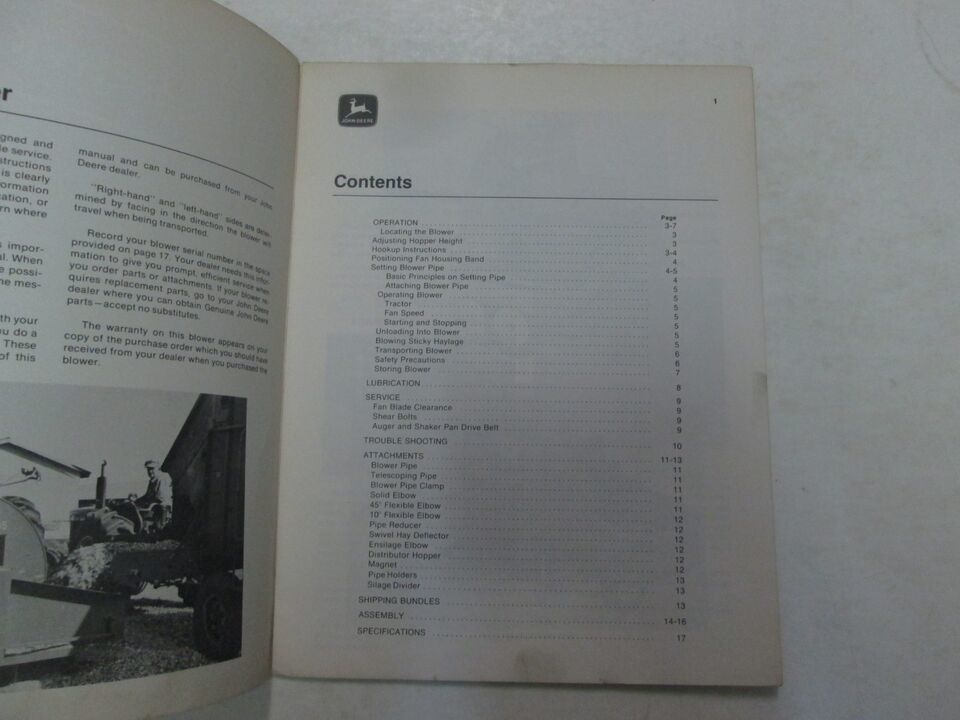 er
gned and
le service.
structions
is clearly
formation
cation, or
rn where
s impor-
al. When
e possi-
he mes-
th your
ou do a
These
of this
manual and can be purchased from your John
Deere dealer.
"Right-hand" and "left-hand" sides are deter-
mined by facing in the direction the blower will
travel when being transported.
Record your blower serial number in the space
provided on page 17. Your dealer needs this infor-
mation to give you prompt, efficient service when
you order parts or attachments. If your blower re-
quires replacement parts, go to your John Deere
dealer where you can obtain Genuine John Deere
parts—accept no substitutes.
The warranty on this blower appears on your
copy of the purchase order which you should have
received from your dealer when you purchased the
blower.
JOHN DEERE
1
Contents
Page
OPERATION 3-7
Locating the Blower 3
Adjusting Hopper Height 3
Hookup Instructions 3-4
Positioning Fan Housing Band 4
Setting Blower Pipe 4-5
Basic Principles on Setting Pipe 4
Attaching Blower Pipe 5
Operating Blower 5
Tractor 5
Fan Speed 5
Starting and Stopping 5
Unloading Into Blower 5
Blowing Sticky Haylage 5
Transporting Blower 6
Safety Precautions 6
Storing Blower 7
LUBRICATION 8
SERVICE 9
Fan Blade Clearance 9
Shear Bolts 9
Auger and Shaker Pan Drive Belt 9
TROUBLE SHOOTING 10
ATTACHMENTS 11-13
Blower Pipe 11
Telescoping Pipe 11
Blower Pipe Clamp 11
Solid Elbow 11
45° Flexible Elbow 11
10° Flexible Elbow 12
Pipe Reducer 12
Swivel Hay Deflector 12
Ensilage Elbow 12
Distributor Hopper 12
Magnet 12
Pipe Holders 13
Silage Divider 13
SHIPPING BUNDLES 13
ASSEMBLY 14-16
SPECIFICATIONS 17